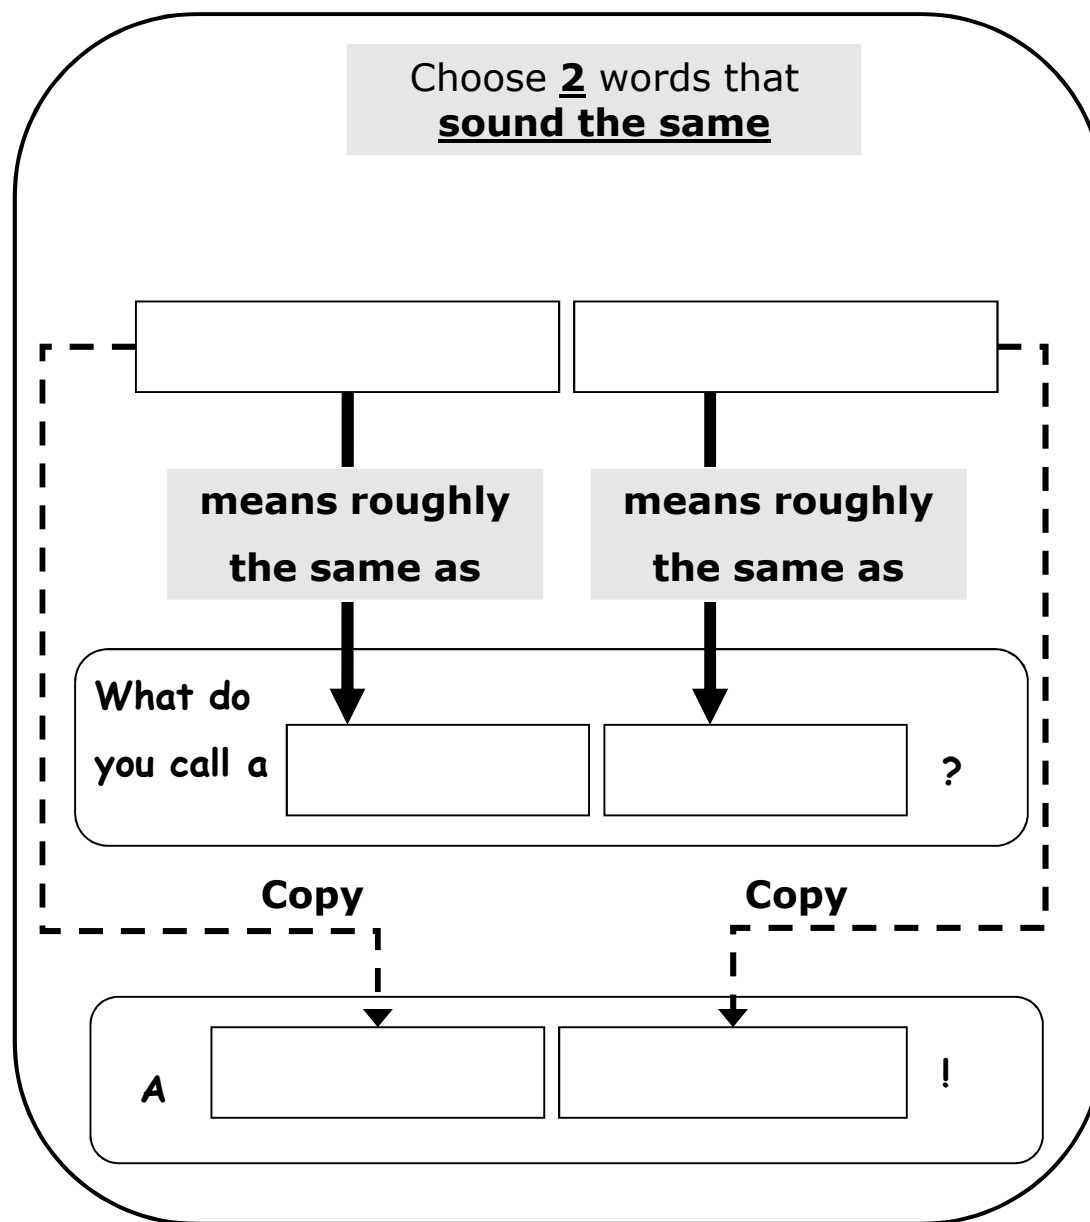 Choose 2 words that
sound the same
means roughly
the same as
means roughly
the same as
What do
you call a
?
Copy
Copy
A
!